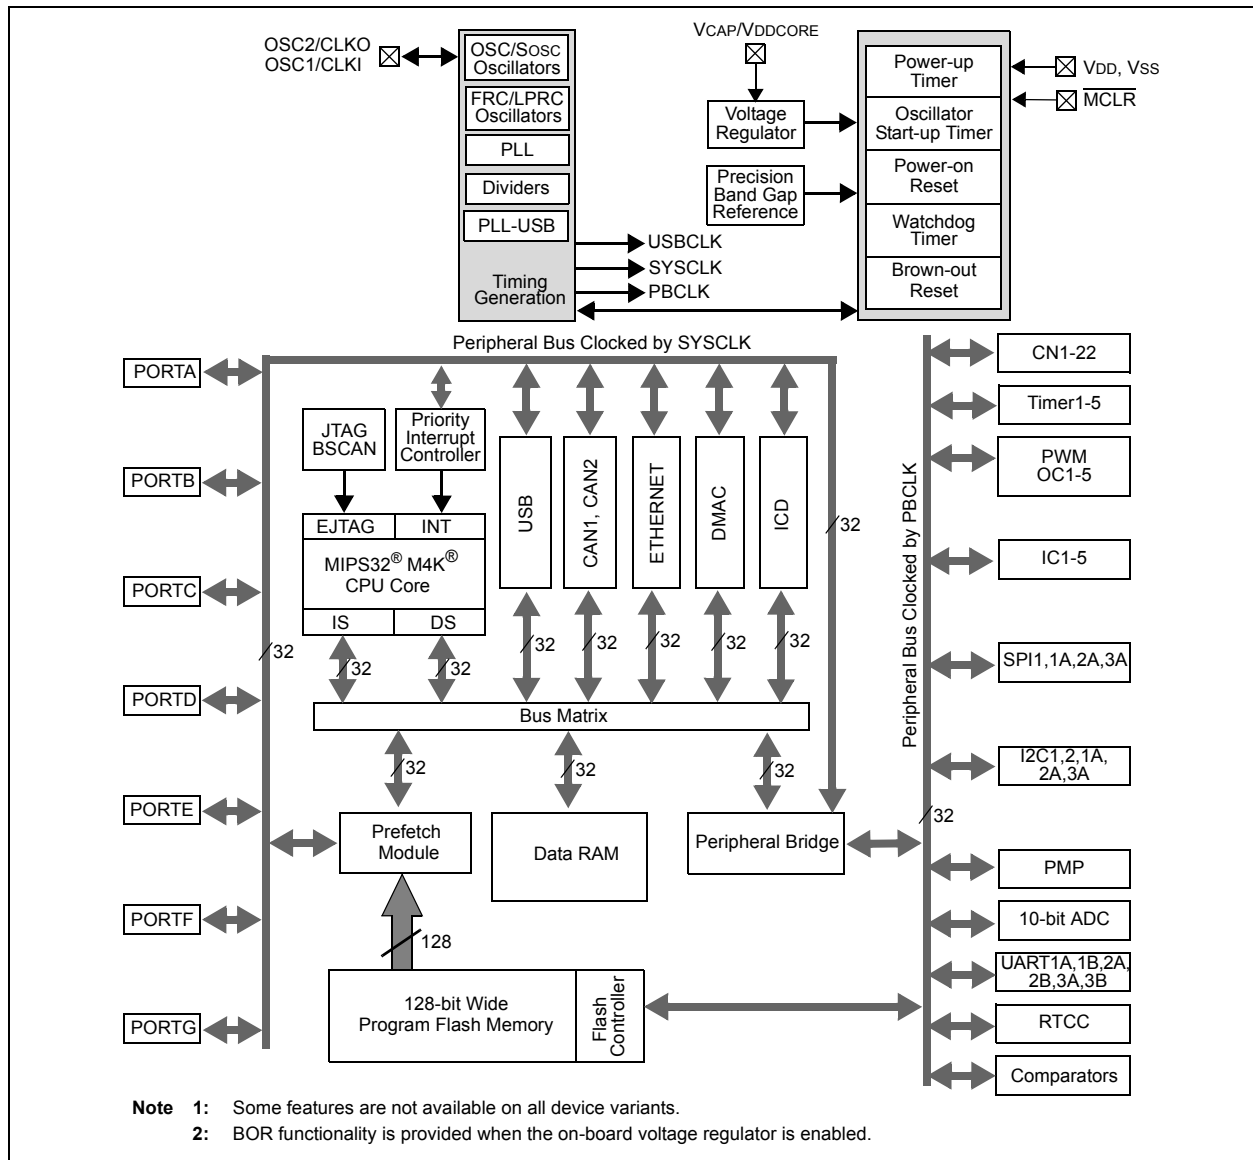 OSC2/CLKO
OSC1/CLKI
OSC/SOSC
Oscillators
FRC/LPRC
Oscillators
PLL
Dividers
PLL-USB
Timing
Generation
USBCLK
SYSCLK
PBCLK
VCAP/VDDCORE
Voltage
Regulator
Precision
Band Gap
Reference
Power-up
Timer
Oscillator
Start-up Timer
Power-on
Reset
Watchdog
Timer
Brown-out
Reset
VDD, VSS
MCLR
Peripheral Bus Clocked by SYSCLK
PORTA
PORTB
PORTC
PORTD
PORTE
PORTF
PORTG
32
JTAG
BSCAN
Priority
Interrupt
Controller
EJTAG
INT
MIPS32® M4K®
CPU Core
IS
DS
32
32
USB
CAN1, CAN2
ETHERNET
DMAC
ICD
32
32
32
32
32
32
Bus Matrix
32
32
32
Prefetch
Module
Data RAM
Peripheral Bridge
128
128-bit Wide
Program Flash Memory
Flash
Controller
Peripheral Bus Clocked by PBCLK
32
CN1-22
Timer1-5
PWM
OC1-5
IC1-5
SPI1,1A,2A,3A
I2C1,2,1A,
2A,3A
PMP
10-bit ADC
UART1A,1B,2A,
2B,3A,3B
RTCC
Comparators
Note 1: Some features are not available on all device variants.
2: BOR functionality is provided when the on-board voltage regulator is enabled.